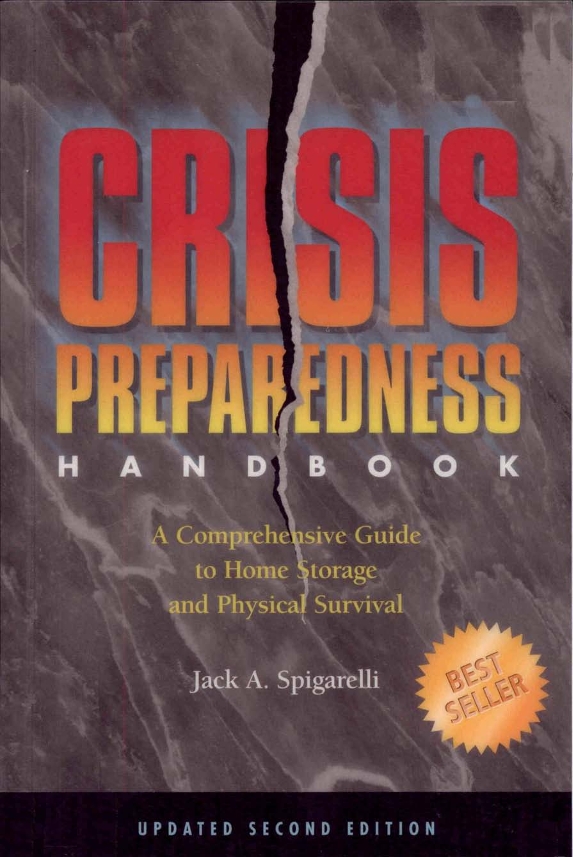 CRISIS
PREPAREDNESS
HANDBOOK
A Comprehensive Guide
to Home Storage
and Physical Survival
Jack A. Spigarelli
BEST
SELLER
UPDATED SECOND EDITION